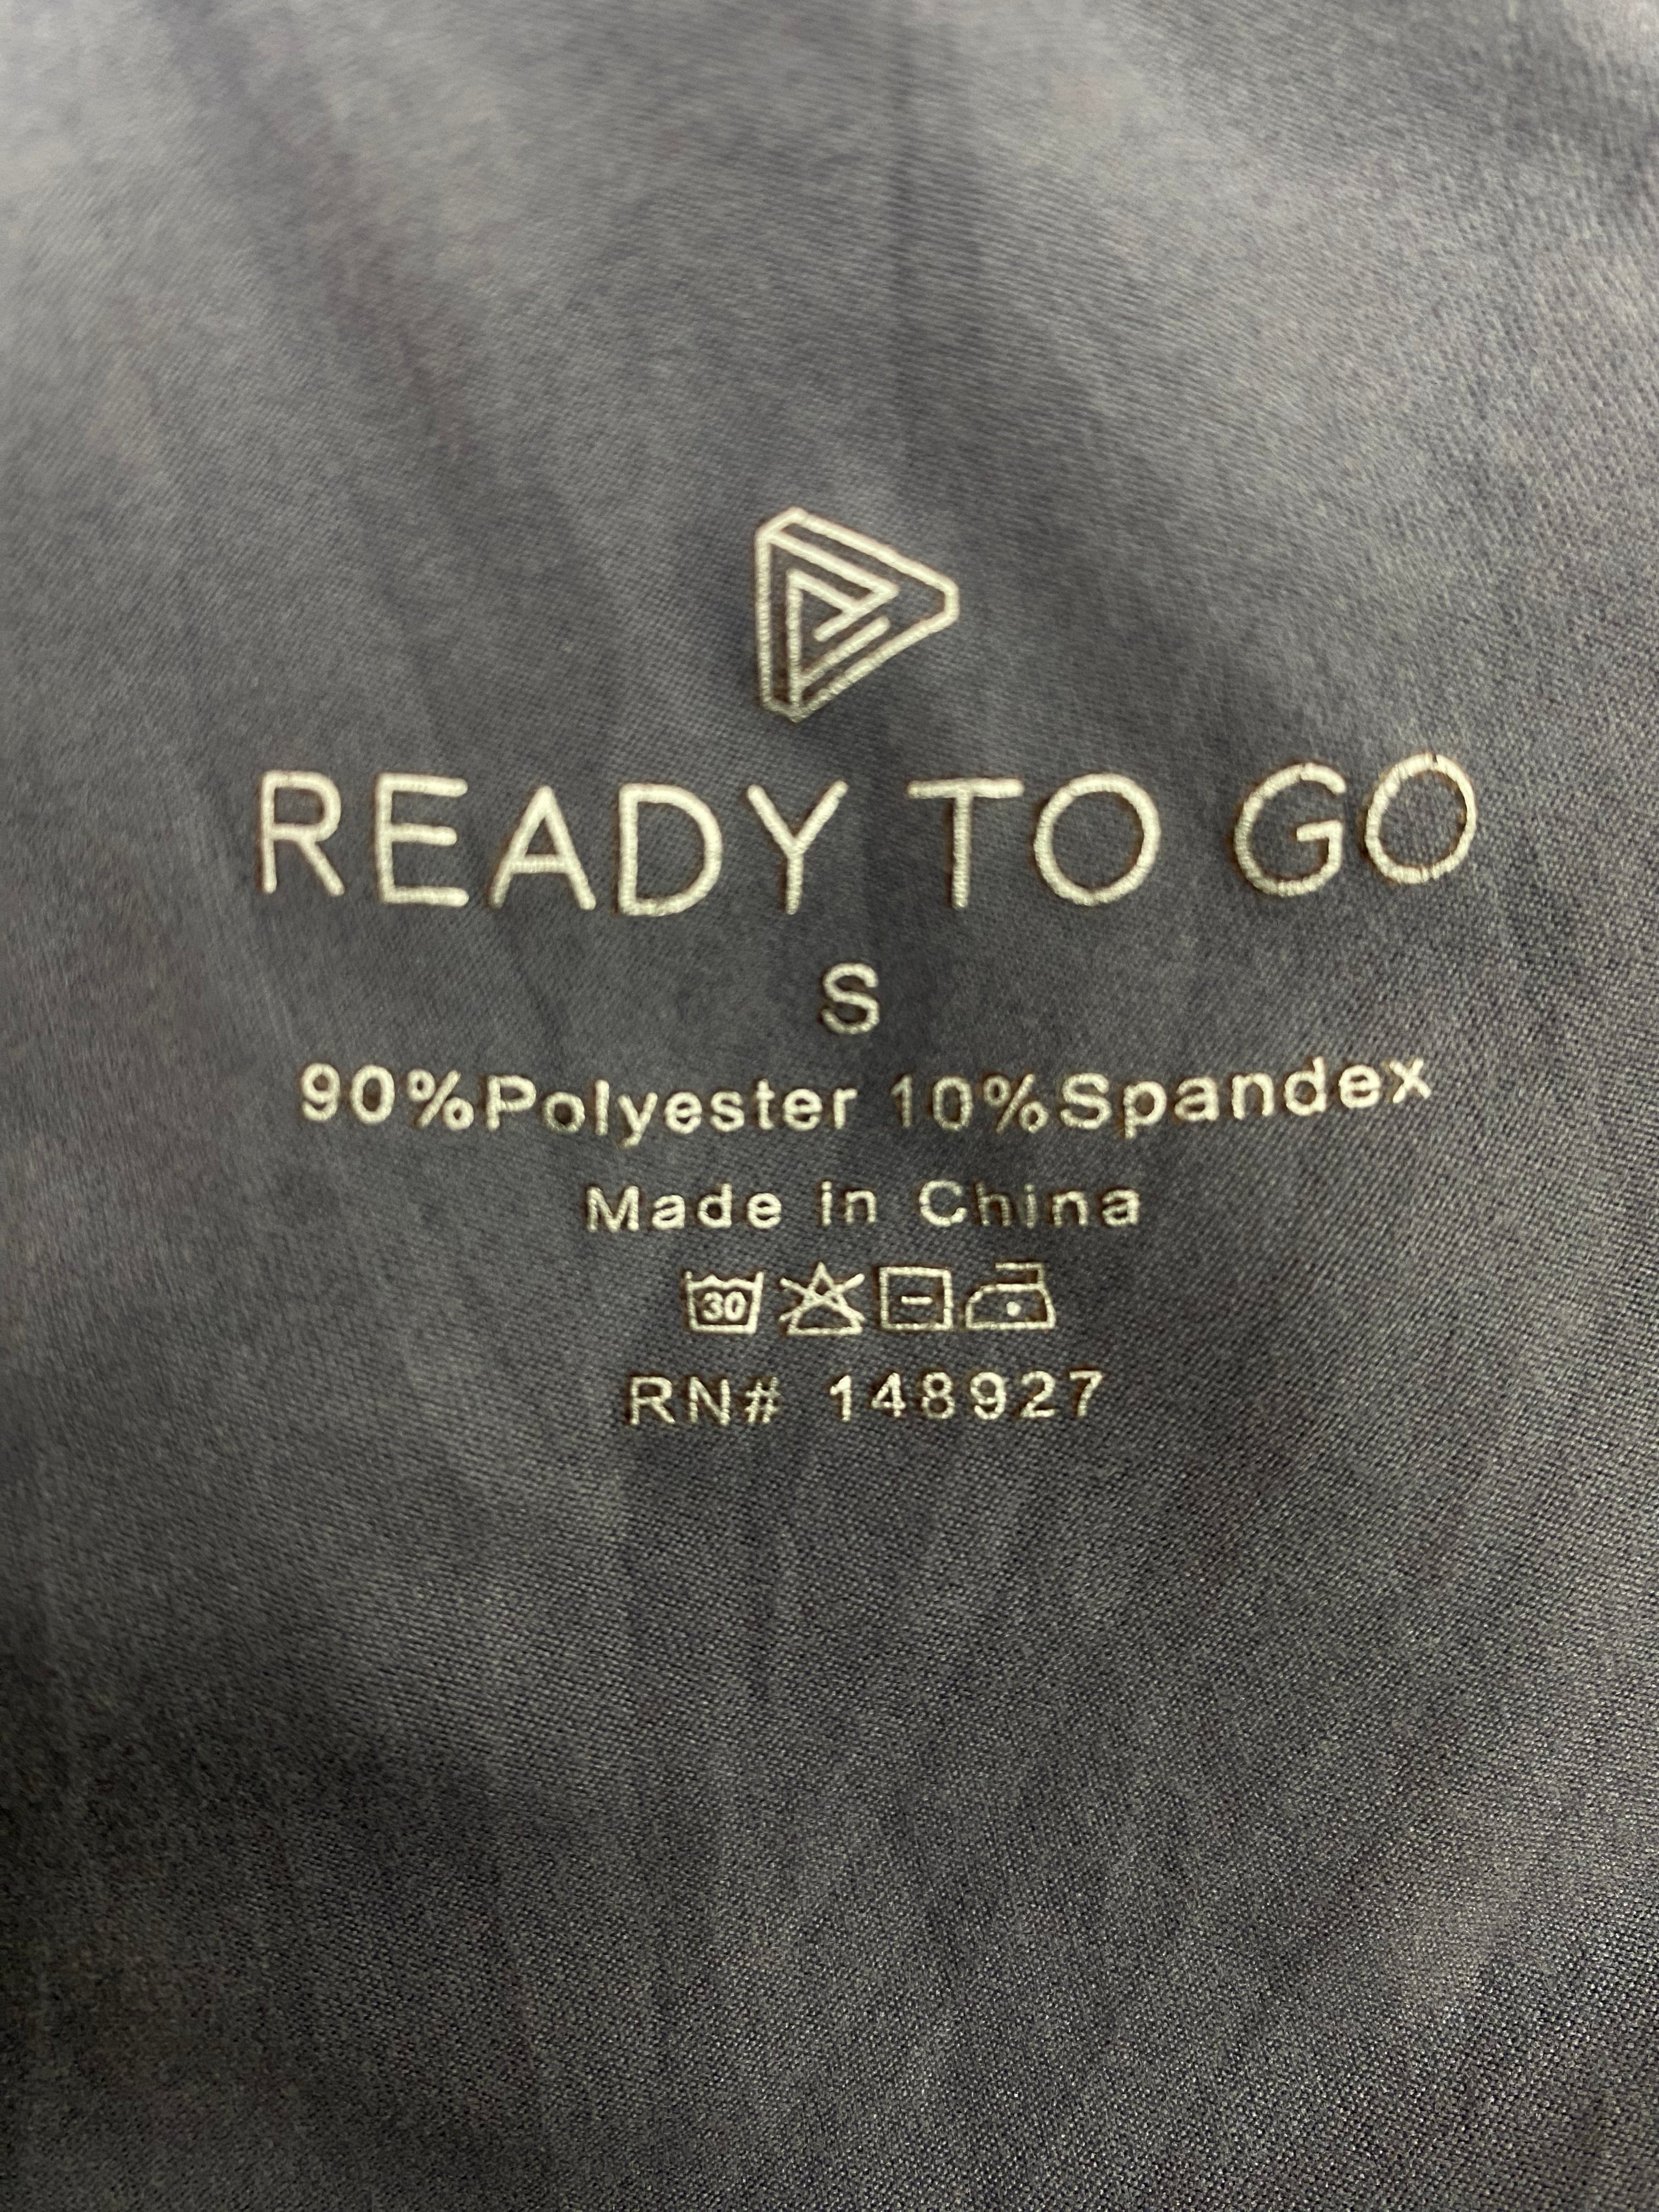 READY TO GO
S
90%Polyester 10%Spandex
Made in China
30
RN# 148927